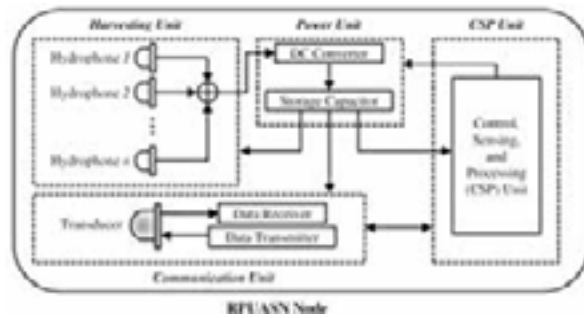 Harvesting Unit
Power Unit
CSP Unit
Hydrophone 1
Hydrophone 2
Hydrophone n
DC Converter
Storage Capacitor
Control,
Sensing,
and
Processing
(CSP) Unit
Transducer
Data Receiver
Data Transmitter
Communication Unit
RPUASN Node